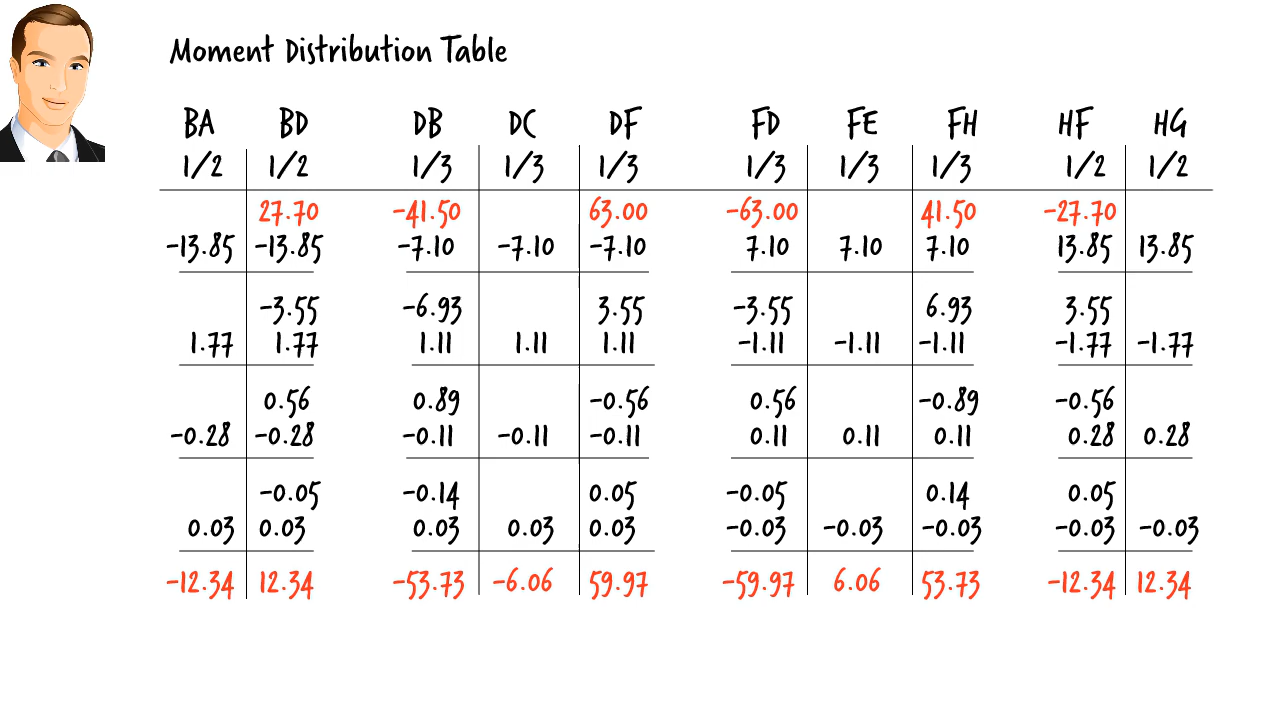 Moment Distribution Table
BA BD DB DC DF FD FE FH HF HG
1/2 1/2 1/3 1/3 1/3 1/3 1/3 1/3 1/2 1/2
27.70 -41.50 63.00 -63.00 41.50 -27.70
-13.85 -13.85 -7.10 -7.10 -7.10 7.10 7.10 7.10 13.85 13.85
-3.55 -6.93 3.55 -3.55 6.93 3.55
1.77 1.77 1.11 1.11 1.11 -1.11 -1.11 -1.11 -1.77 -1.77
0.56 0.89 -0.56 0.56 -0.89 -0.56
-0.28 -0.28 -0.11 -0.11 -0.11 0.11 0.11 0.11 0.28 0.28
-0.05 -0.14 0.05 -0.05 0.14 0.05
0.03 0.03 0.03 0.03 0.03 -0.03 -0.03 -0.03 -0.03 -0.03
-12.34 12.34 -53.73 -6.06 59.97 -59.97 6.06 53.73 -12.34 12.34